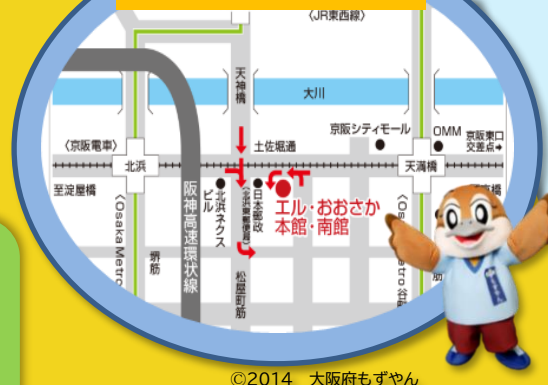 〈JR東西線〉
天神橋
大川
京阪シティモール
OMM
京阪東口
交差点→
〈京阪電車〉
土佐堀通
北浜
天満橋
至淀屋橋
〈Osaka Metro
阪神高速環状線
北浜ネクス
ビル
日本郵政
エル・おおさか
本館・南館
堺筋
松屋町筋
etro 谷
©2014 大阪府もずやん